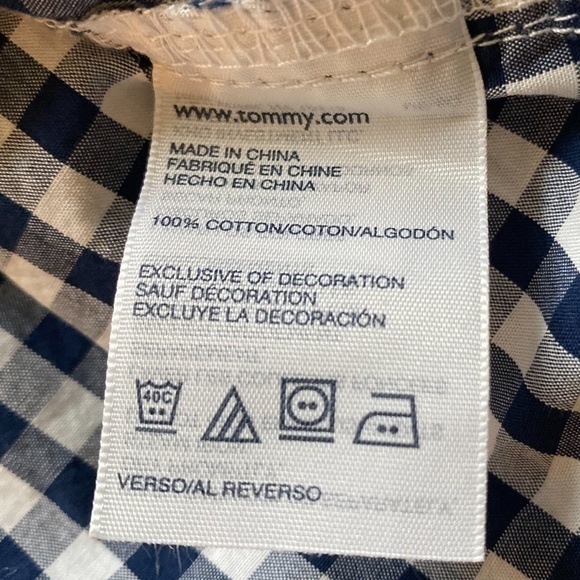 www.tommy.com
MADE IN CHINA
FABRIQUÉ EN CHINE
HECHO EN CHINA
100% COTTON/COTON/ALGODÓN
EXCLUSIVE OF DECORATION
SAUF DÉCORATION
EXCLUYE LA DECORACIÓN
40C
VERSO/AL REVERSO